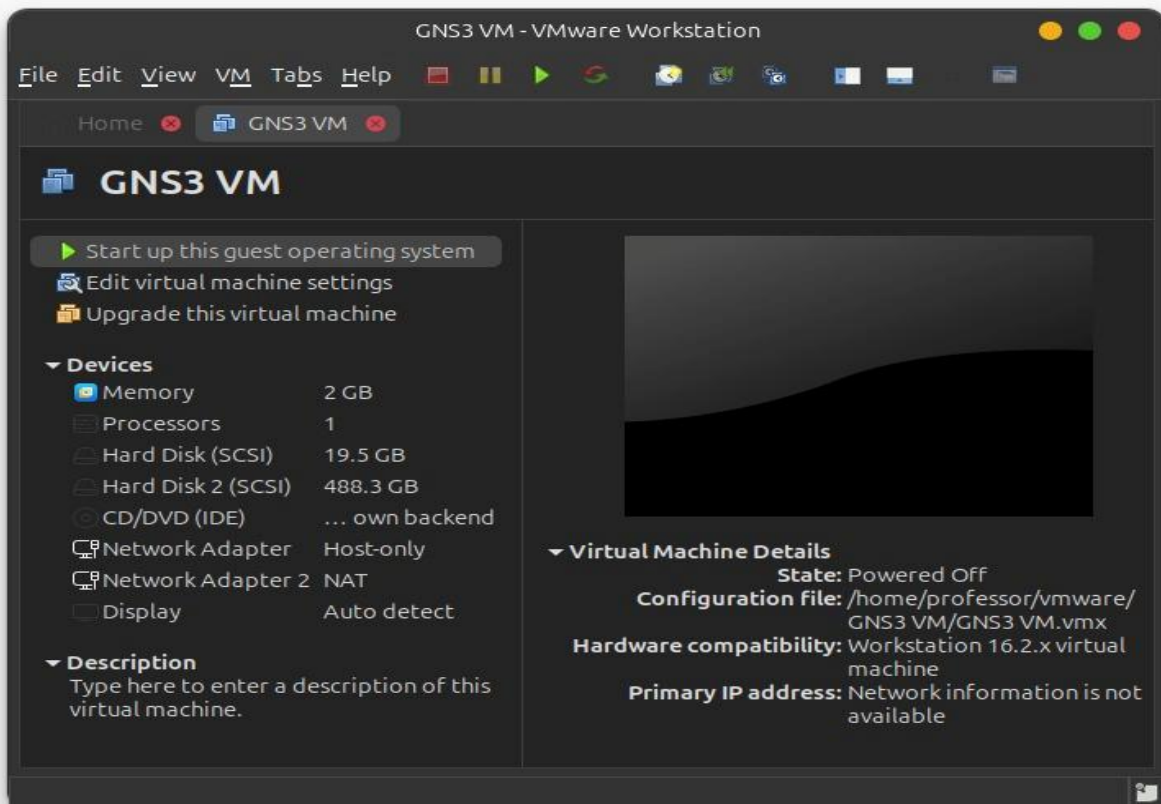 GNS3 VM - VMware Workstation
File Edit View VM Tabs Help
Home GNS3 VM
GNS3 VM
Start up this guest operating system
Edit virtual machine settings
Upgrade this virtual machine
Devices
Memory 2 GB
Processors 1
Hard Disk (SCSI) 19.5 GB
Hard Disk 2 (SCSI) 488.3 GB
CD/DVD (IDE) ... own backend
Network Adapter Host-only
Network Adapter 2 NAT
Display Auto detect
Description
Type here to enter a description of this
virtual machine.
Virtual Machine Details
State: Powered Off
Configuration file: /home/professor/vmware/
GNS3 VM/GNS3 VM.vmx
Hardware compatibility: Workstation 16.2.x virtual
machine
Primary IP address: Network information is not
available